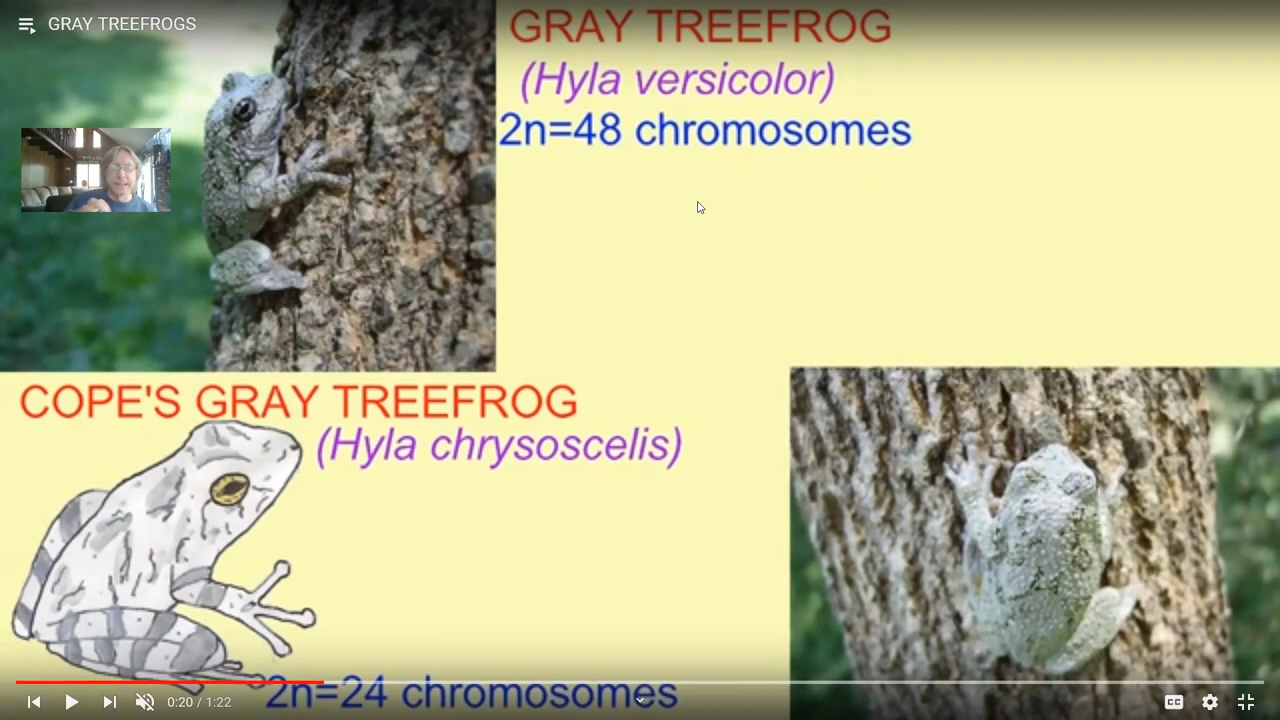 GRAY TREEFROGS
GRAY TREEFROG
(Hyla versicolor)
2n=48 chromosomes
COPE'S GRAY TREEFROG
(Hyla chrysoscelis)
2n=24 chromosomes
0:20 / 1:22
CC